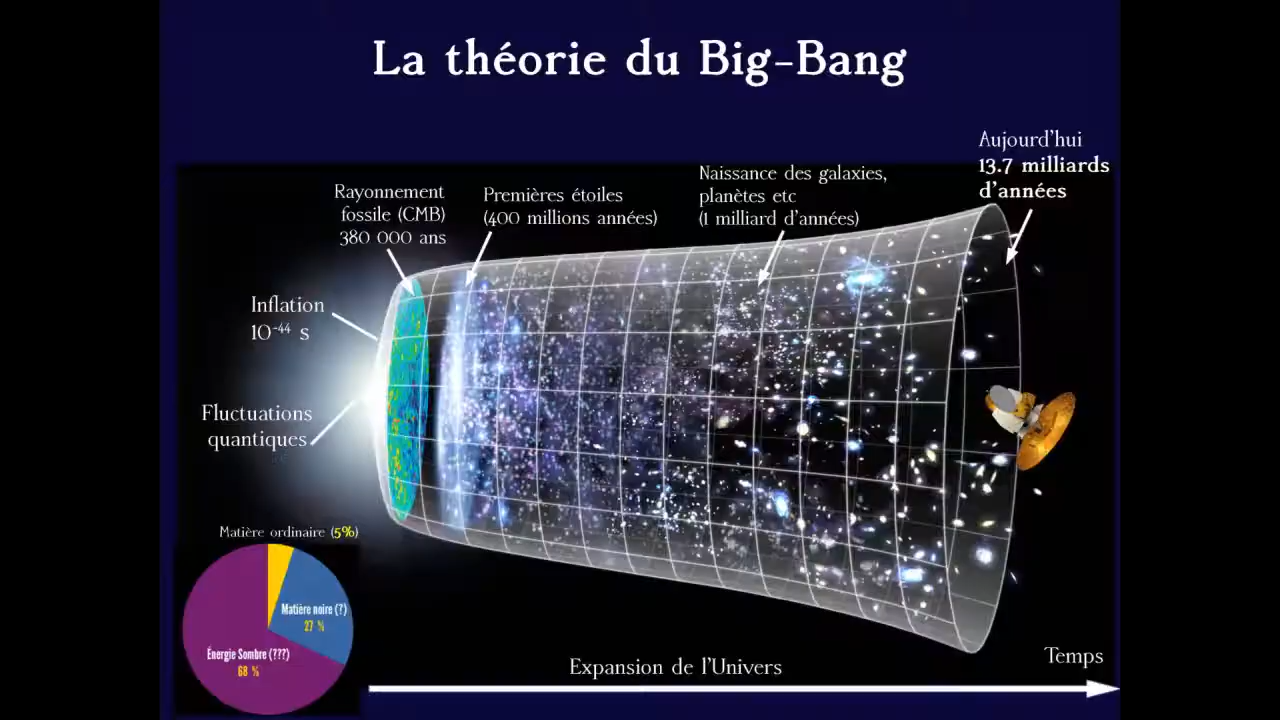 La théorie du Big-Bang
Aujourd'hui
13.7 milliards
d'années
Naissance des galaxies,
planètes etc
(1 milliard d'années)
Premières étoiles
(400 millions années)
Rayonnement
fossile (CMB)
380 000 ans
Inflation
10⁻⁴⁴ s
Fluctuations
quantiques
Matière ordinaire (5%)
Matière noire (?)
27 %
Énergie Sombre (???)
68 %
Expansion de l'Univers
Temps